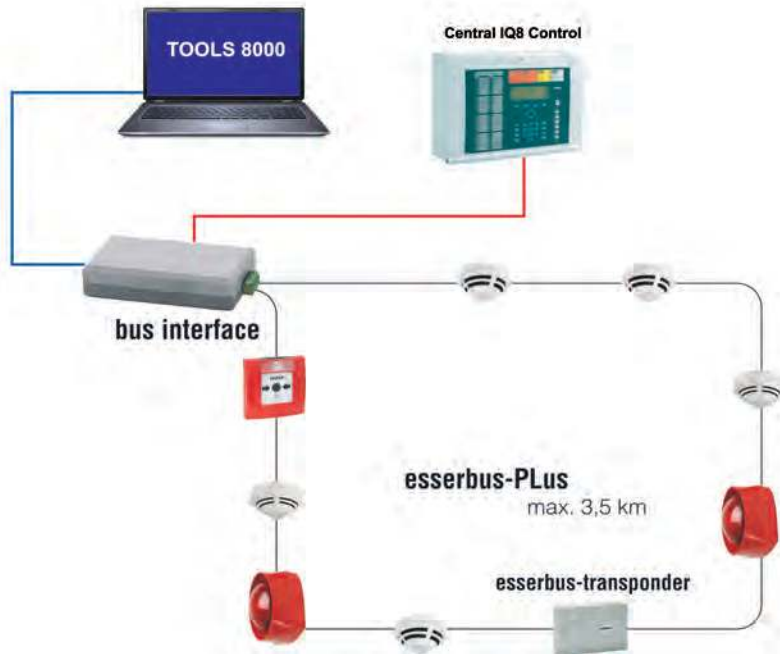 TOOLS 8000
Central IQ8 Control
bus interface
esserbus-PLus
max. 3,5 km
esserbus-transponder